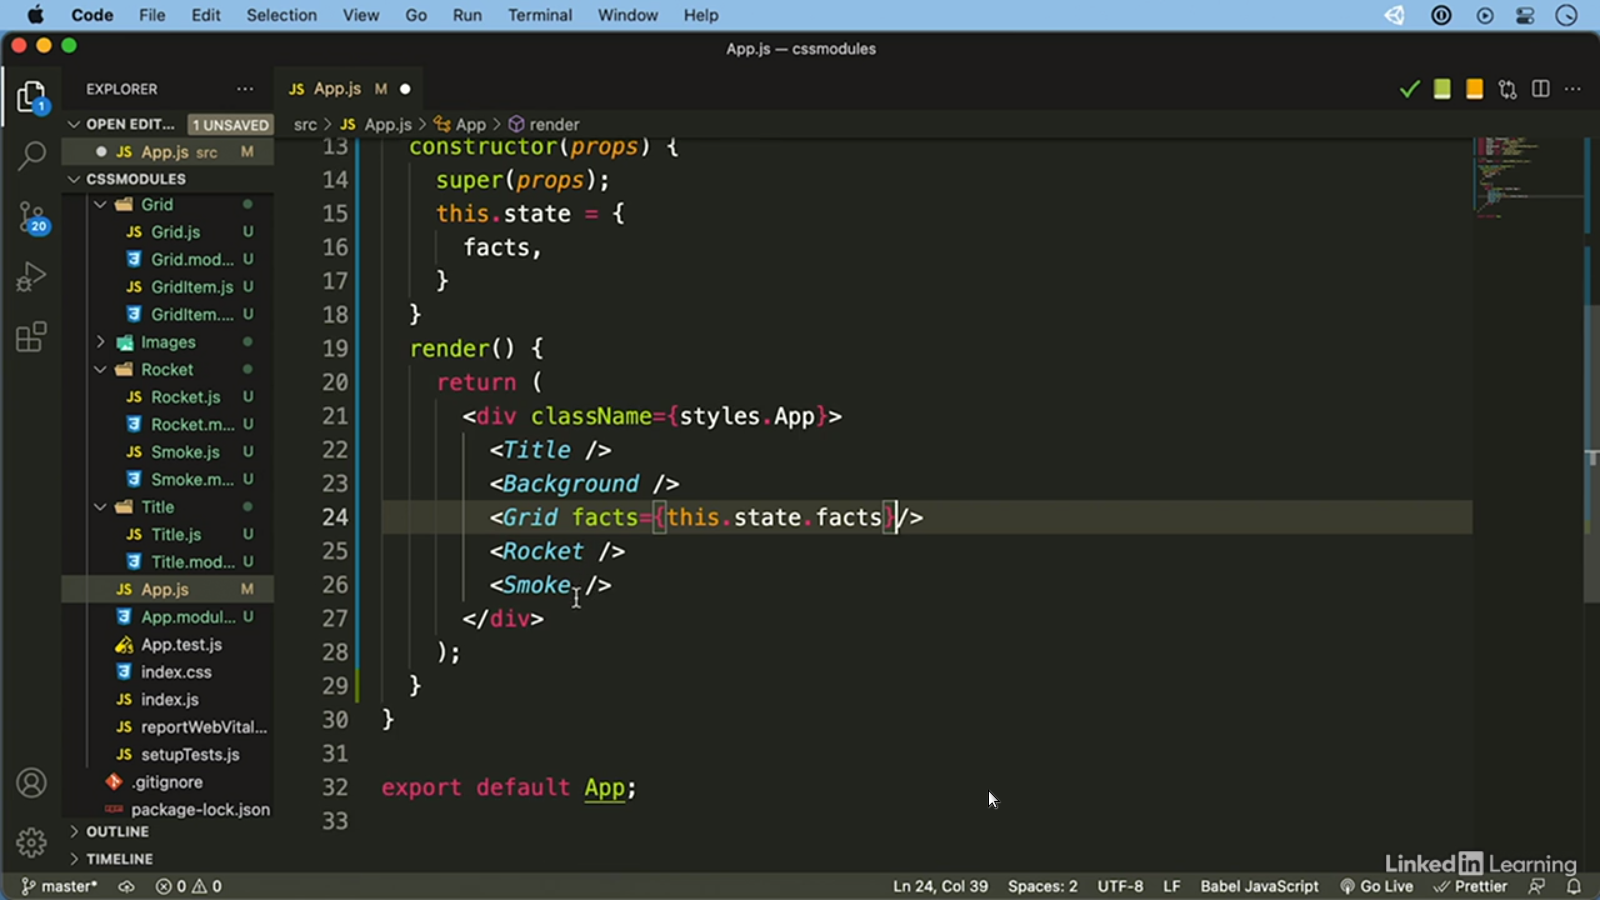 Code File Edit Selection View Go Run Terminal Window Help
App.js — cssmodules
EXPLORER
JS App.js M
OPEN EDIT... 1 UNSAVED
src > JS App.js > App > render
JS App.js src M
CSSMODULES
Grid
JS Grid.js U
Grid.mod... U
JS GridItem.js U
GridItem.... U
Images
Rocket
JS Rocket.js U
Rocket.m... U
JS Smoke.js U
Smoke.m... U
Title
JS Title.js U
Title.mod... U
JS App.js M
App.modul... U
App.test.js
index.css
JS index.js
JS reportWebVital...
JS setupTests.js
.gitignore
package-lock.json
OUTLINE
TIMELINE
13 constructor(props) {
14 super(props);
15 this.state = {
16 facts,
17 }
18 }
19 render() {
20 return (
21 <div className={styles.App}>
22 <Title />
23 <Background />
24 <Grid facts={this.state.facts}/>
25 <Rocket />
26 <Smoke />
27 </div>
28 );
29 }
30 }
31
32 export default App;
33
1
20
LinkedIn Learning
master* 0 0 Ln 24, Col 39 Spaces: 2 UTF-8 LF Babel JavaScript Go Live Prettier